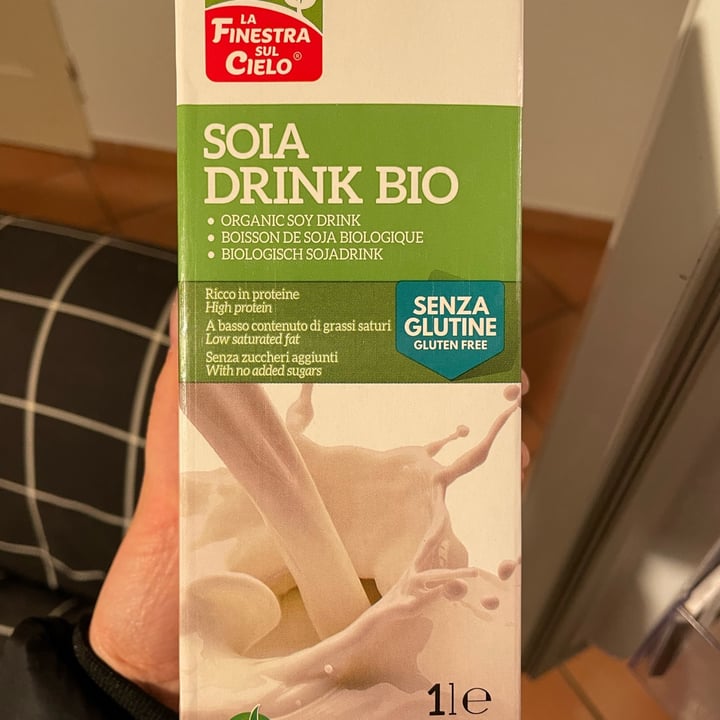 LA
FINESTRA
SUL
CIELO®
SOIA
DRINK BIO
• ORGANIC SOY DRINK
• BOISSON DE SOJA BIOLOGIQUE
• BIOLOGISCH SOJADRINK
Ricco in proteine
High protein
A basso contenuto di grassi saturi
Low saturated fat
Senza zuccheri aggiunti
With no added sugars
SENZA
GLUTINE
GLUTEN FREE
1 l e